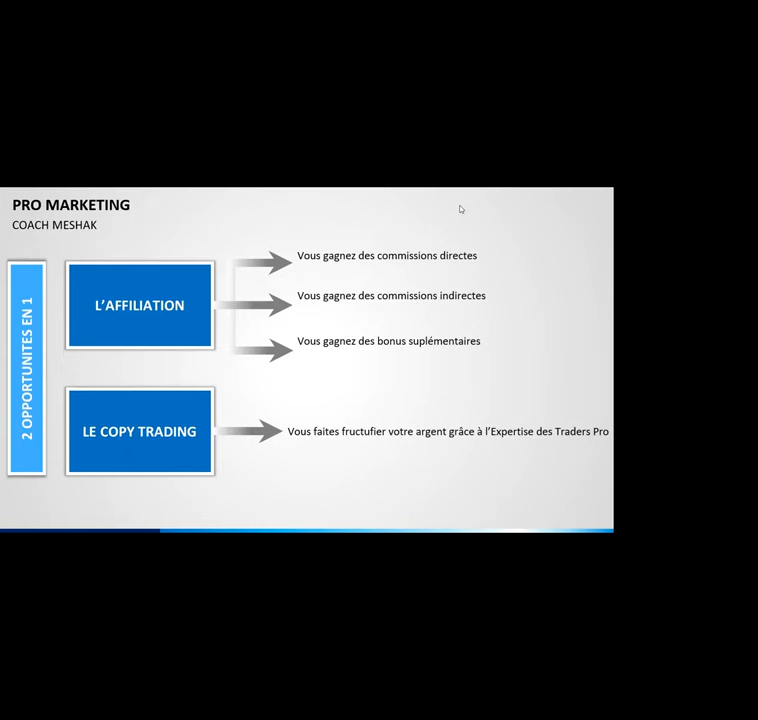 PRO MARKETING
COACH MESHAK
2 OPPORTUNITES EN 1
L'AFFILIATION
Vous gagnez des commissions directes
Vous gagnez des commissions indirectes
Vous gagnez des bonus suplémentaires
LE COPY TRADING
Vous faites fructufier votre argent grâce à l'Expertise des Traders Pro